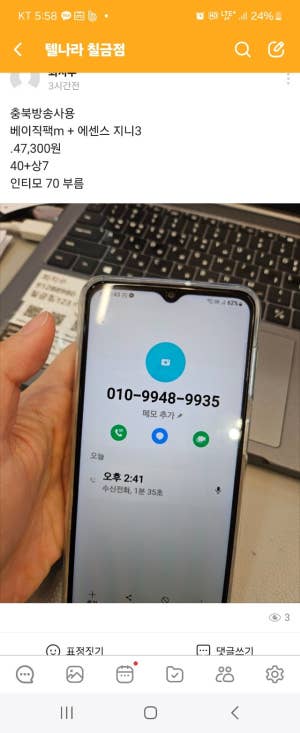 KT 5:58
24%
텔나라 칠금점
3시간전
충북방송사용
베이직팩m + 에센스 지니3
.47,300원
40+상7
인티모 70 부름
62%
010-9948-9935
메모 추가
오늘
오후 2:41
수신전화, 1분 35초
3
표정짓기
댓글쓰기